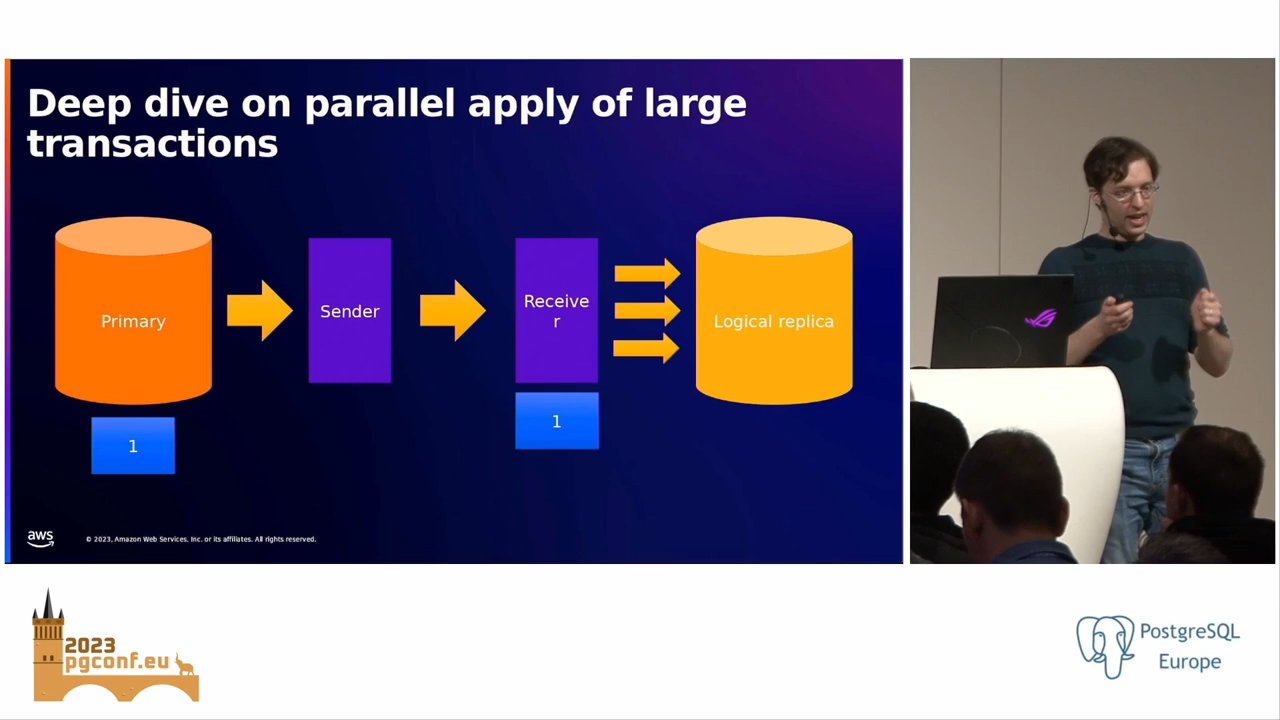 Deep dive on parallel apply of large
transactions
Primary
Sender
Receive
r
Logical replica
1
1
aws
© 2023, Amazon Web Services, Inc. or its affiliates. All rights reserved.
2023
pgconf.eu
PostgreSQL
Europe